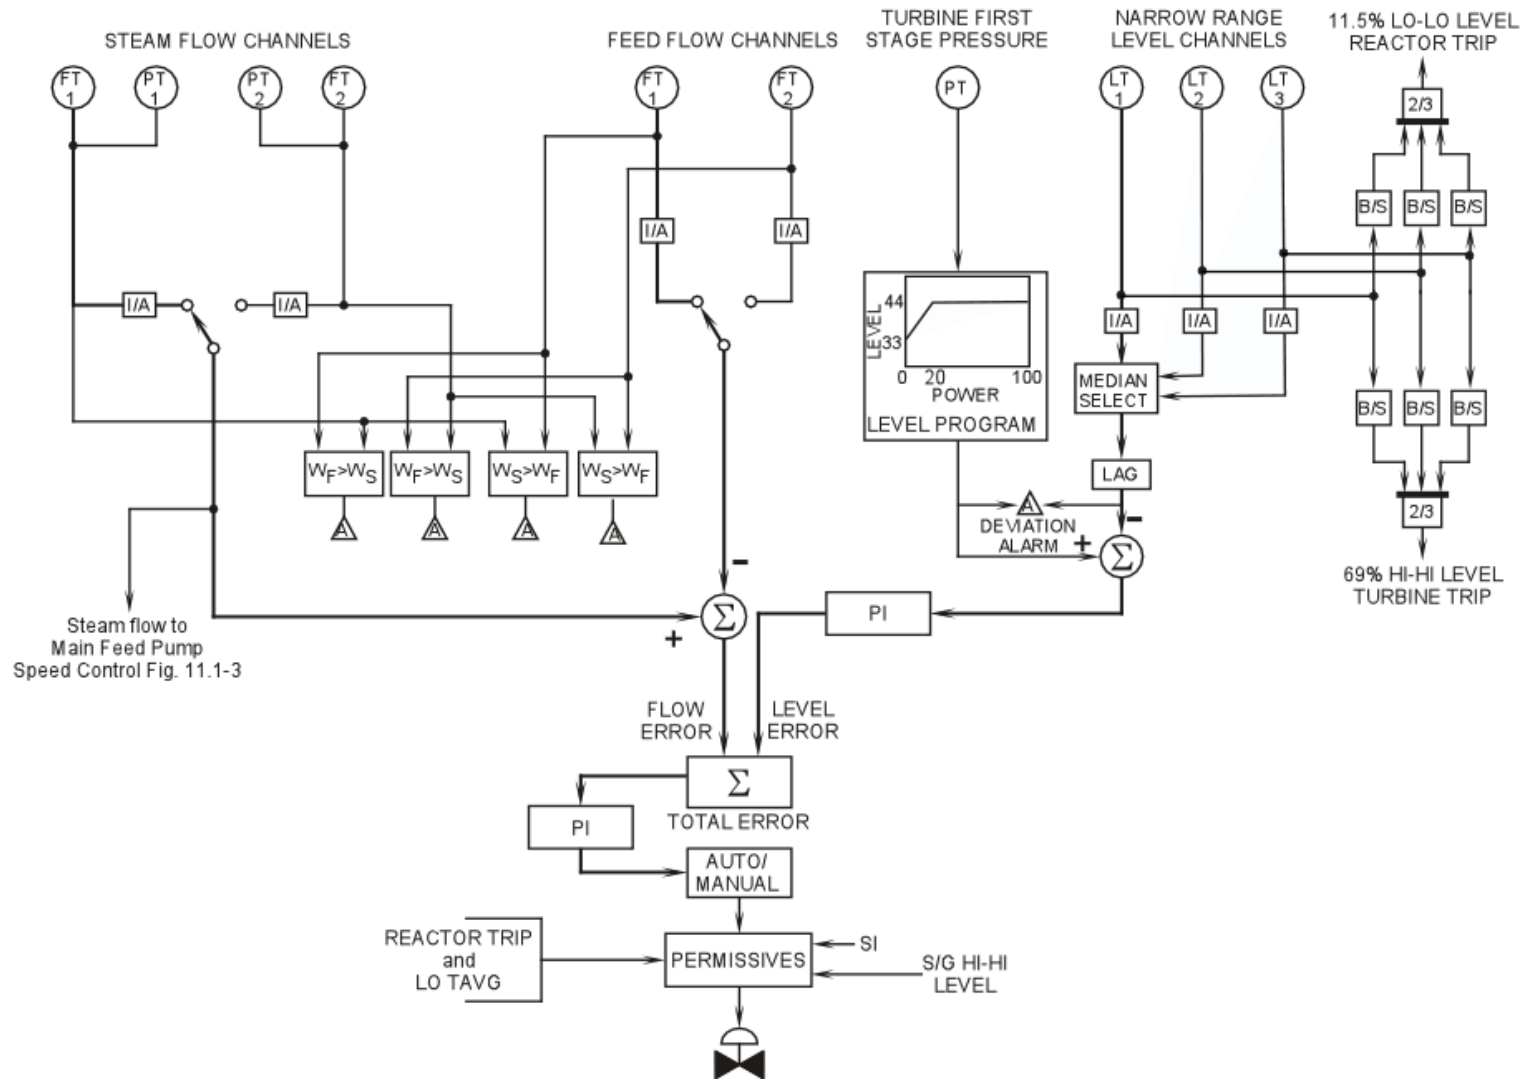 STEAM FLOW CHANNELS
FEED FLOW CHANNELS
TURBINE FIRST
STAGE PRESSURE
NARROW RANGE
LEVEL CHANNELS
11.5% LO-LO LEVEL
REACTOR TRIP
FT
1
PT
1
PT
2
FT
2
FT
1
FT
2
PT
LT
1
LT
2
LT
3
2/3
B/S
B/S
B/S
I/A
I/A
I/A
I/A
I/A
I/A
I/A
LEVEL
44
33
0
20
100
POWER
LEVEL PROGRAM
MEDIAN
SELECT
B/S
B/S
B/S
WF>WS
WF>WS
WS>WF
WS>WF
A
A
A
A
LAG
A
DEVIATION
ALARM
-
+
Σ
2/3
69% HI-HI LEVEL
TURBINE TRIP
-
+
Σ
PI
Steam flow to
Main Feed Pump
Speed Control Fig. 11.1-3
FLOW
ERROR
LEVEL
ERROR
Σ
TOTAL ERROR
PI
AUTO/
MANUAL
REACTOR TRIP
and
LO TAVG
PERMISSIVES
SI
S/G HI-HI
LEVEL